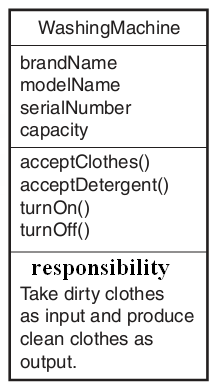 WashingMachine
brandName
modelName
serialNumber
capacity
acceptClothes()
acceptDetergent()
turnOn()
turnOff()
responsibility
Take dirty clothes
as input and produce
clean clothes as
output.